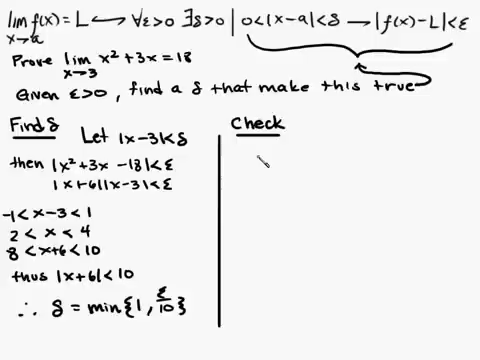 lim f(x) = L ⟷ ∀ε>0 ∃δ>0 | 0<|x-a|<δ → |f(x)-L|<ε
x→a
Prove lim x² + 3x = 18
x→3
Given ε>0, find a δ that make this true
Find δ
Let |x-3|<δ
then |x²+3x -18|<ε
|x+6||x-3|<ε
-1 < x-3 < 1
2 < x < 4
8 < x+6 < 10
thus |x+6| < 10
∴ δ = min{1, ε/10}
Check